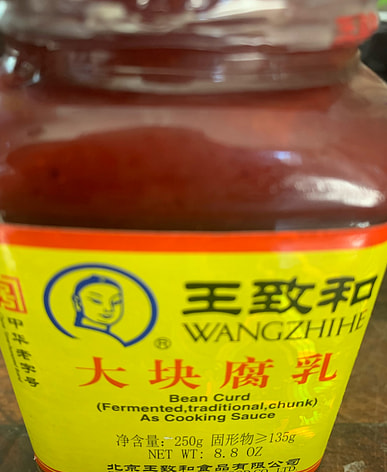 王致和
WANGZHIHE
®
中华老字号
大块腐乳
Bean Curd
(Fermented,traditional,chunk)
As Cooking Sauce
净含量: 250g 固形物≥135g
NET WT: 8.8 OZ
北京王致和食品有限公司